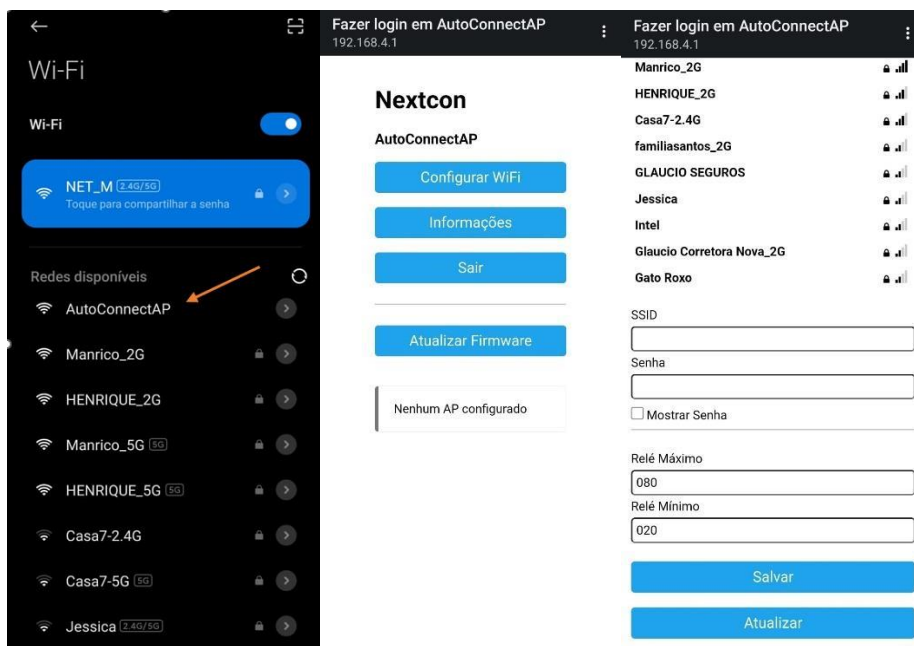 Wi-Fi
Wi-Fi
NET_M 2.4G/5G
Toque para compartilhar a senha
Redes disponíveis
AutoConnectAP
Manrico_2G
HENRIQUE_2G
Manrico_5G 5G
HENRIQUE_5G 5G
Casa7-2.4G
Casa7-5G 5G
Jessica 2.4G/5G
Fazer login em AutoConnectAP
192.168.4.1
Nextcon
AutoConnectAP
Configurar WiFi
Informações
Sair
Atualizar Firmware
Nenhum AP configurado
Fazer login em AutoConnectAP
192.168.4.1
Manrico_2G
HENRIQUE_2G
Casa7-2.4G
familiasantos_2G
GLAUCIO SEGUROS
Jessica
Intel
Glaucio Corretora Nova_2G
Gato Roxo
SSID
Senha
Mostrar Senha
Relé Máximo
080
Relé Mínimo
020
Salvar
Atualizar